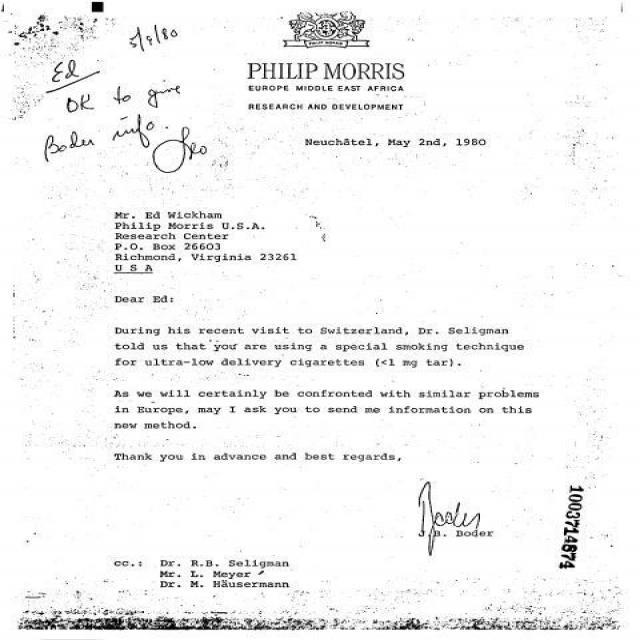 5/9/80
Ed
OK to give
Boder info.
Leo
PHILIP MORRIS
EUROPE MIDDLE EAST AFRICA
RESEARCH AND DEVELOPMENT
Neuchâtel, May 2nd, 1980
Mr. Ed Wickham
Philip Morris U.S.A.
Research Center
P.O. Box 26603
Richmond, Virginia 23261
U S A
Dear Ed:
During his recent visit to Switzerland, Dr. Seligman
told us that you are using a special smoking technique
for ultra-low delivery cigarettes (<1 mg tar).
As we will certainly be confronted with similar problems
in Europe, may I ask you to send me information on this
new method.
Thank you in advance and best regards,
Boder
B. Boder
cc.: Dr. R.B. Seligman
Mr. L. Meyer
Dr. M. Häusermann
1003714874